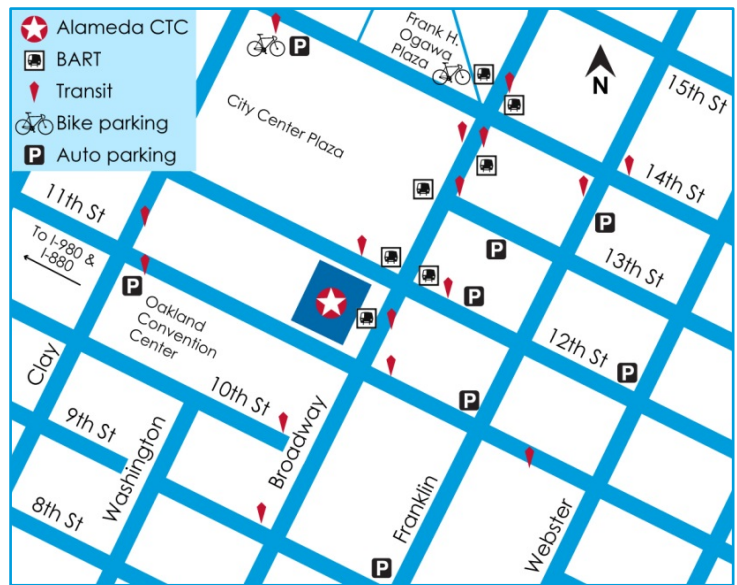 Alameda CTC
BART
Transit
Bike parking
P Auto parking
Frank H.
Ogawa
Plaza
N
15th St
14th St
13th St
12th St
City Center Plaza
P
11th St
To I-980 &
I-880
P
Oakland
Convention
Center
P
P
P
P
P
10th St
9th St
8th St
Clay
Washington
Broadway
Franklin
Webster
P